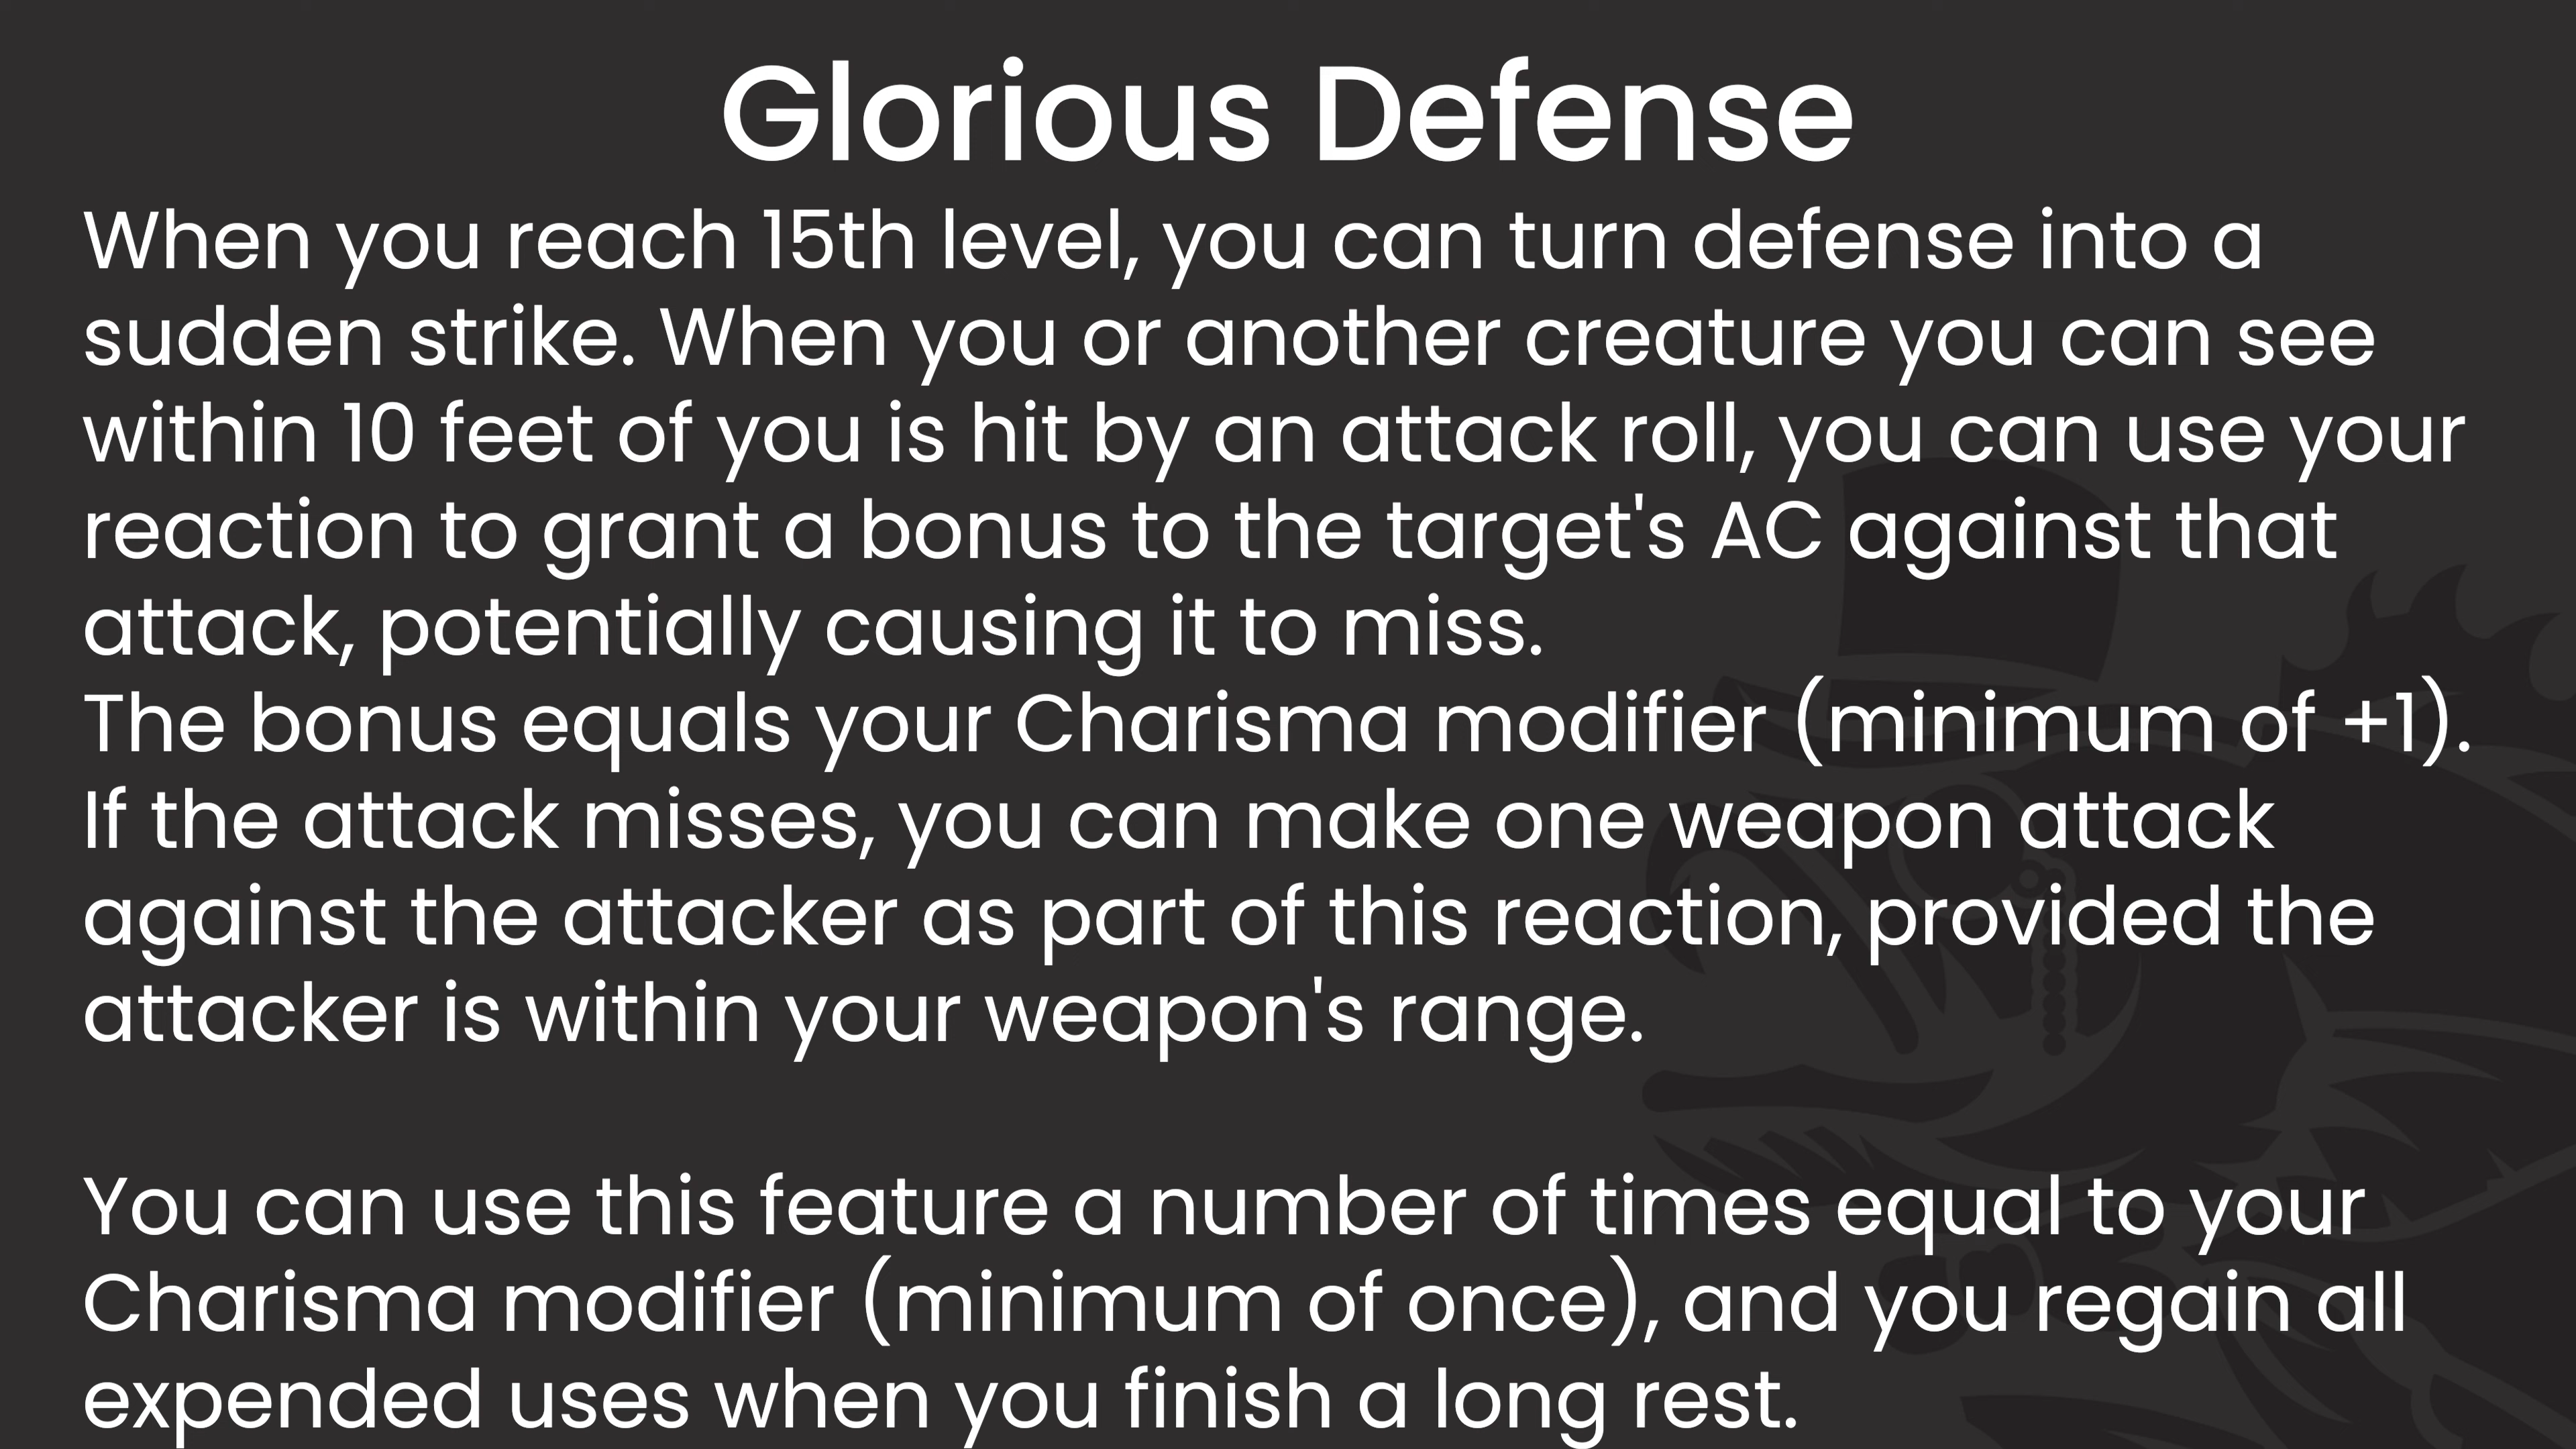 Glorious Defense
When you reach 15th level, you can turn defense into a
sudden strike. When you or another creature you can see
within 10 feet of you is hit by an attack roll, you can use your
reaction to grant a bonus to the target's AC against that
attack, potentially causing it to miss.
The bonus equals your Charisma modifier (minimum of +1).
If the attack misses, you can make one weapon attack
against the attacker as part of this reaction, provided the
attacker is within your weapon's range.
You can use this feature a number of times equal to your
Charisma modifier (minimum of once), and you regain all
expended uses when you finish a long rest.